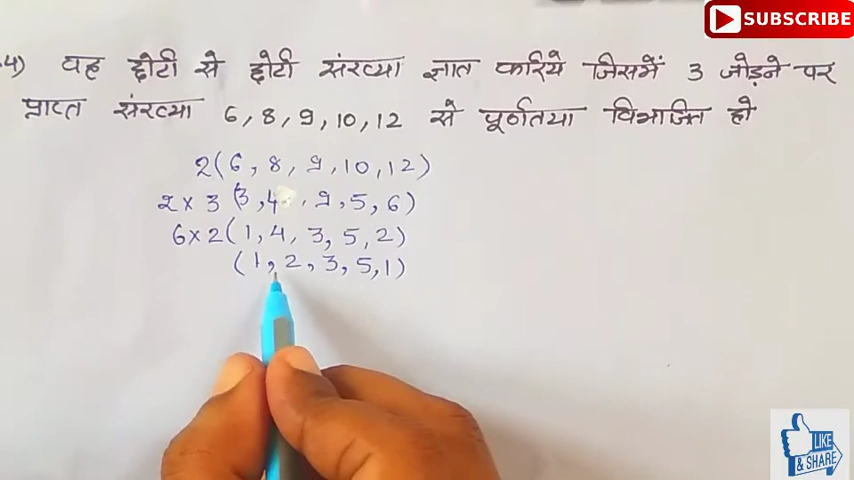 SUBSCRIBE
4) वह छोटी से छोटी संख्या ज्ञात करिये जिसमें 3 जोड़ने पर
प्राप्त संख्या 6, 8, 9, 10, 12 से पूर्णतया विभाजित हो
2(6, 8, 9, 10, 12)
2 x 3 (3, 4, 9, 5, 6)
6x2(1, 4, 3, 5, 2)
(1, 2, 3, 5, 1)
LIKE
& SHARE